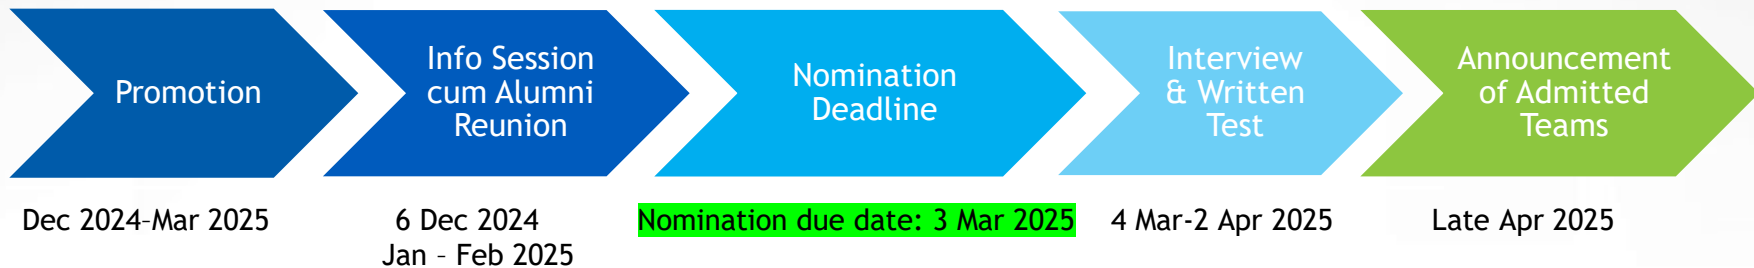 Promotion
Info Session
cum Alumni
Reunion
Nomination
Deadline
Interview
& Written
Test
Announcement
of Admitted
Teams
Dec 2024–Mar 2025
6 Dec 2024
Jan – Feb 2025
Nomination due date: 3 Mar 2025
4 Mar-2 Apr 2025
Late Apr 2025